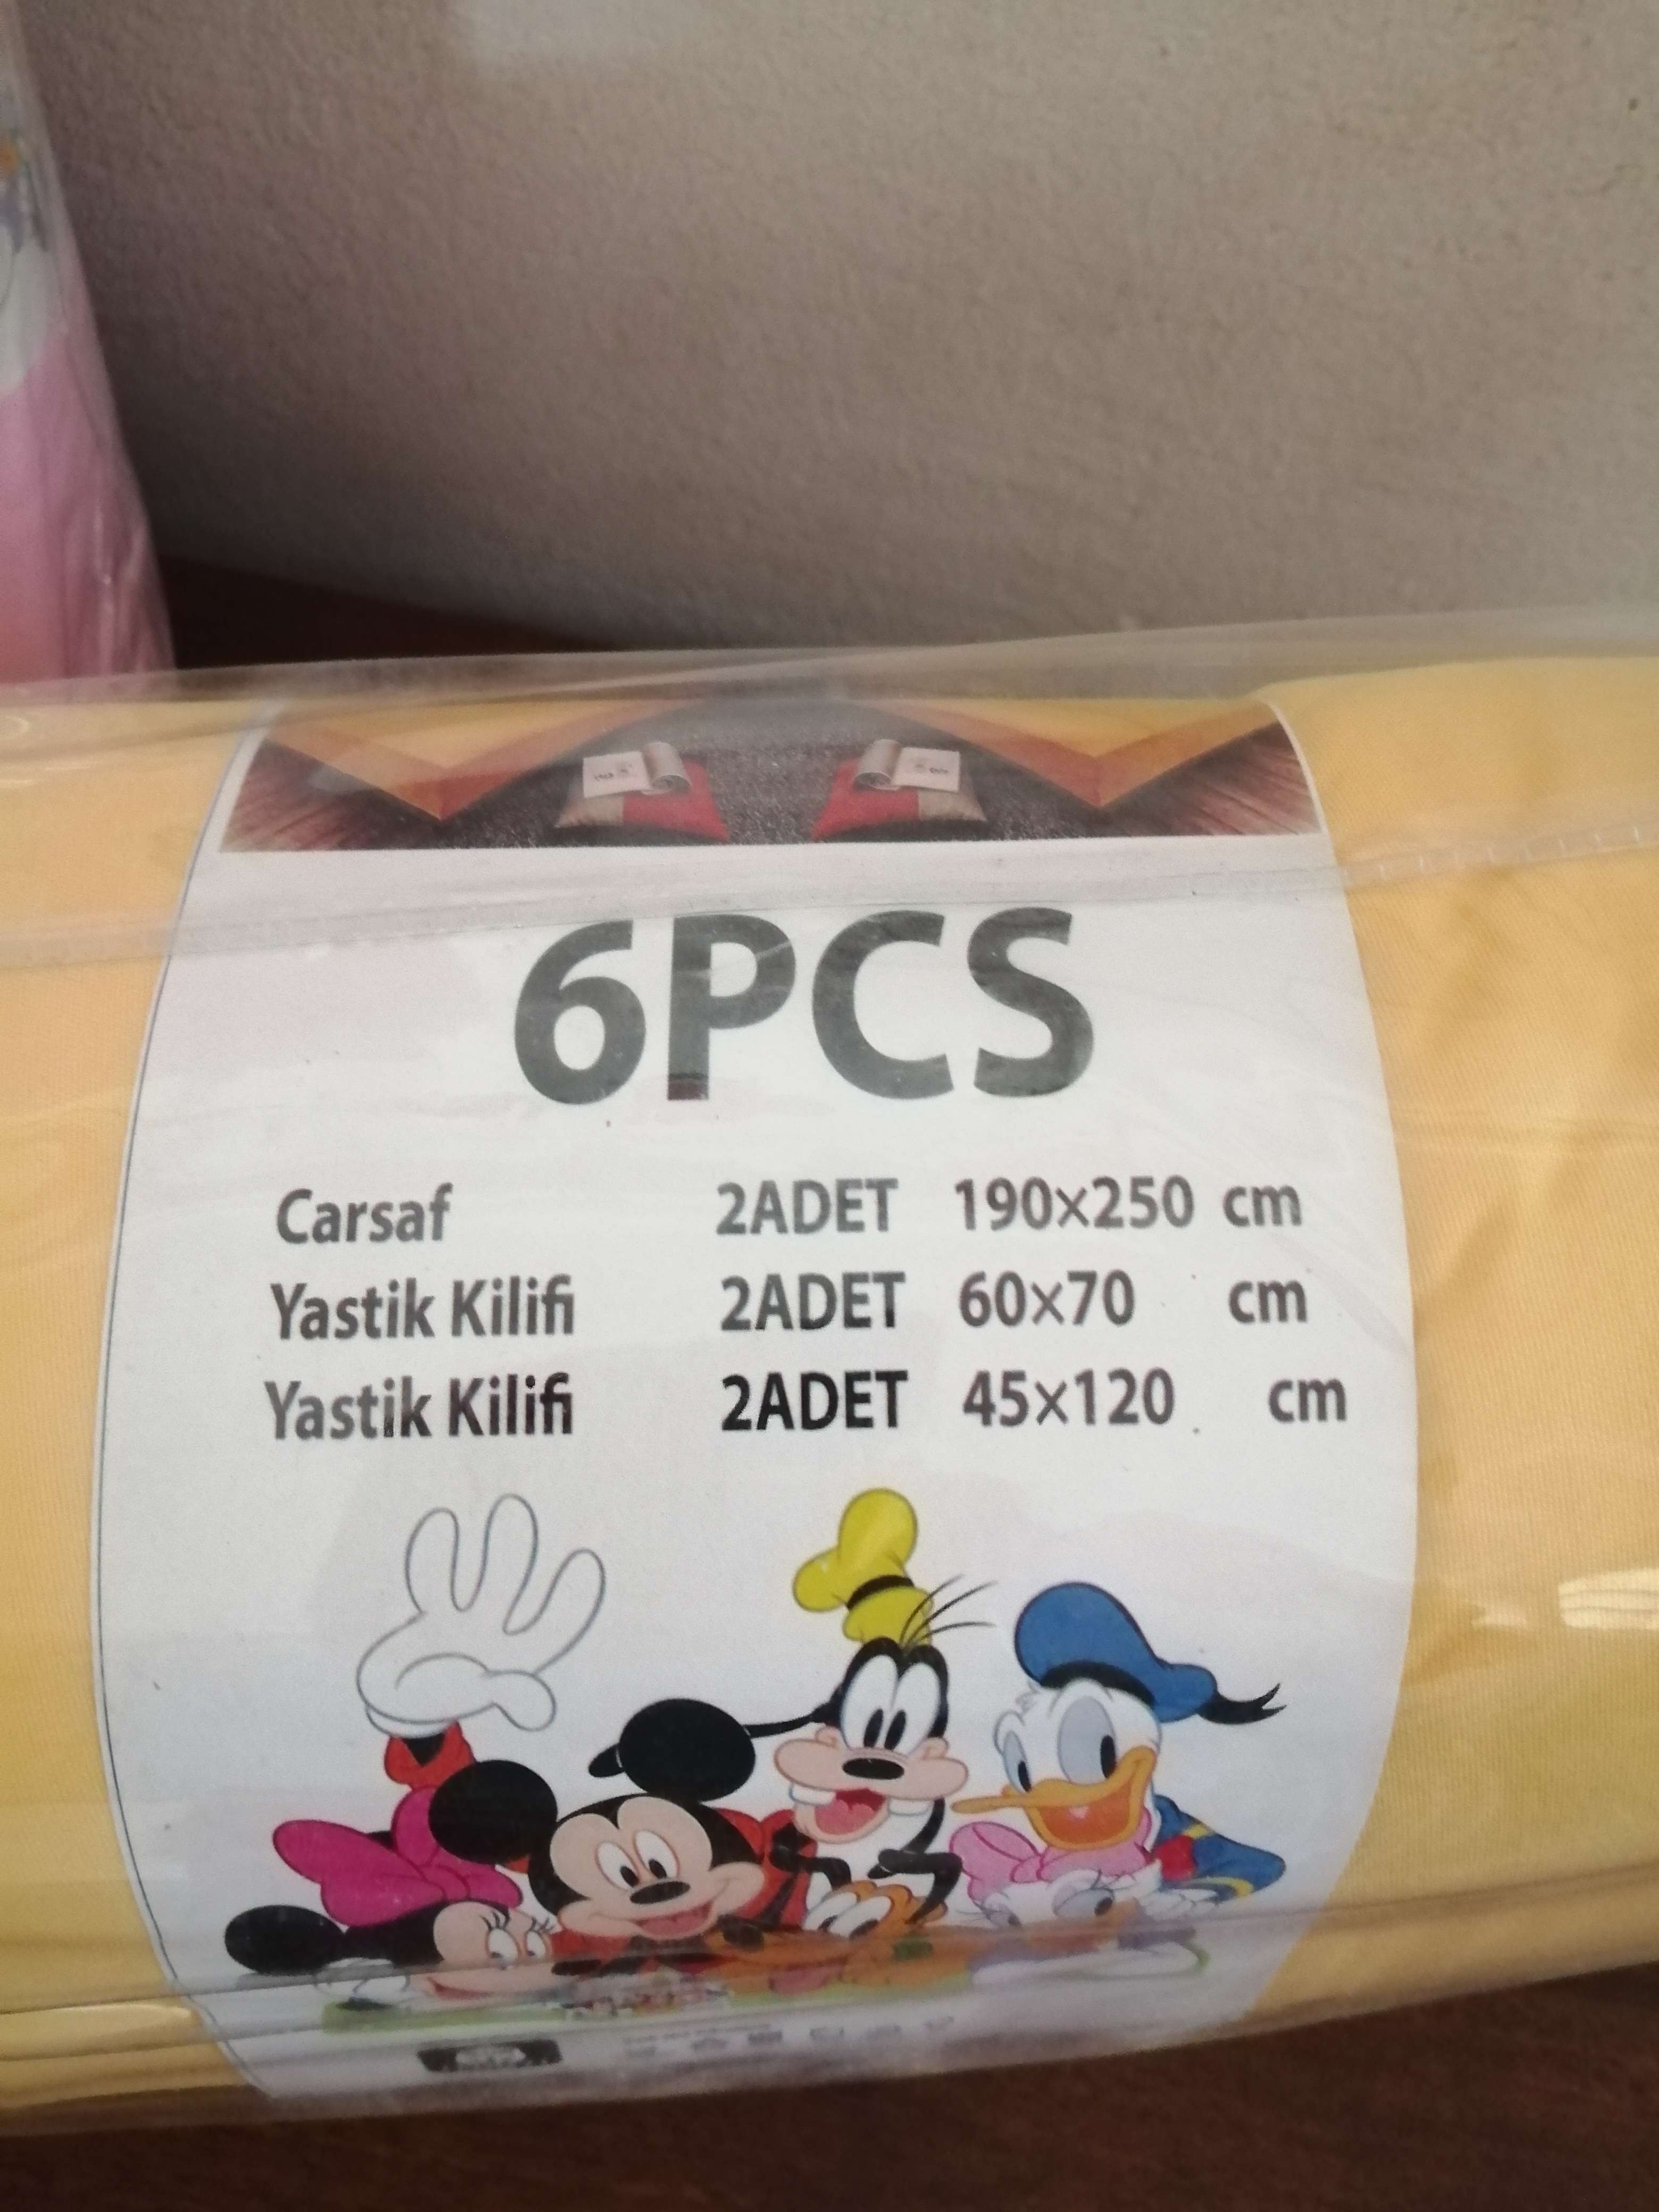 6PCS
Carsaf 2ADET 190×250 cm
Yastik Kilifi 2ADET 60×70 cm
Yastik Kilifi 2ADET 45×120 cm